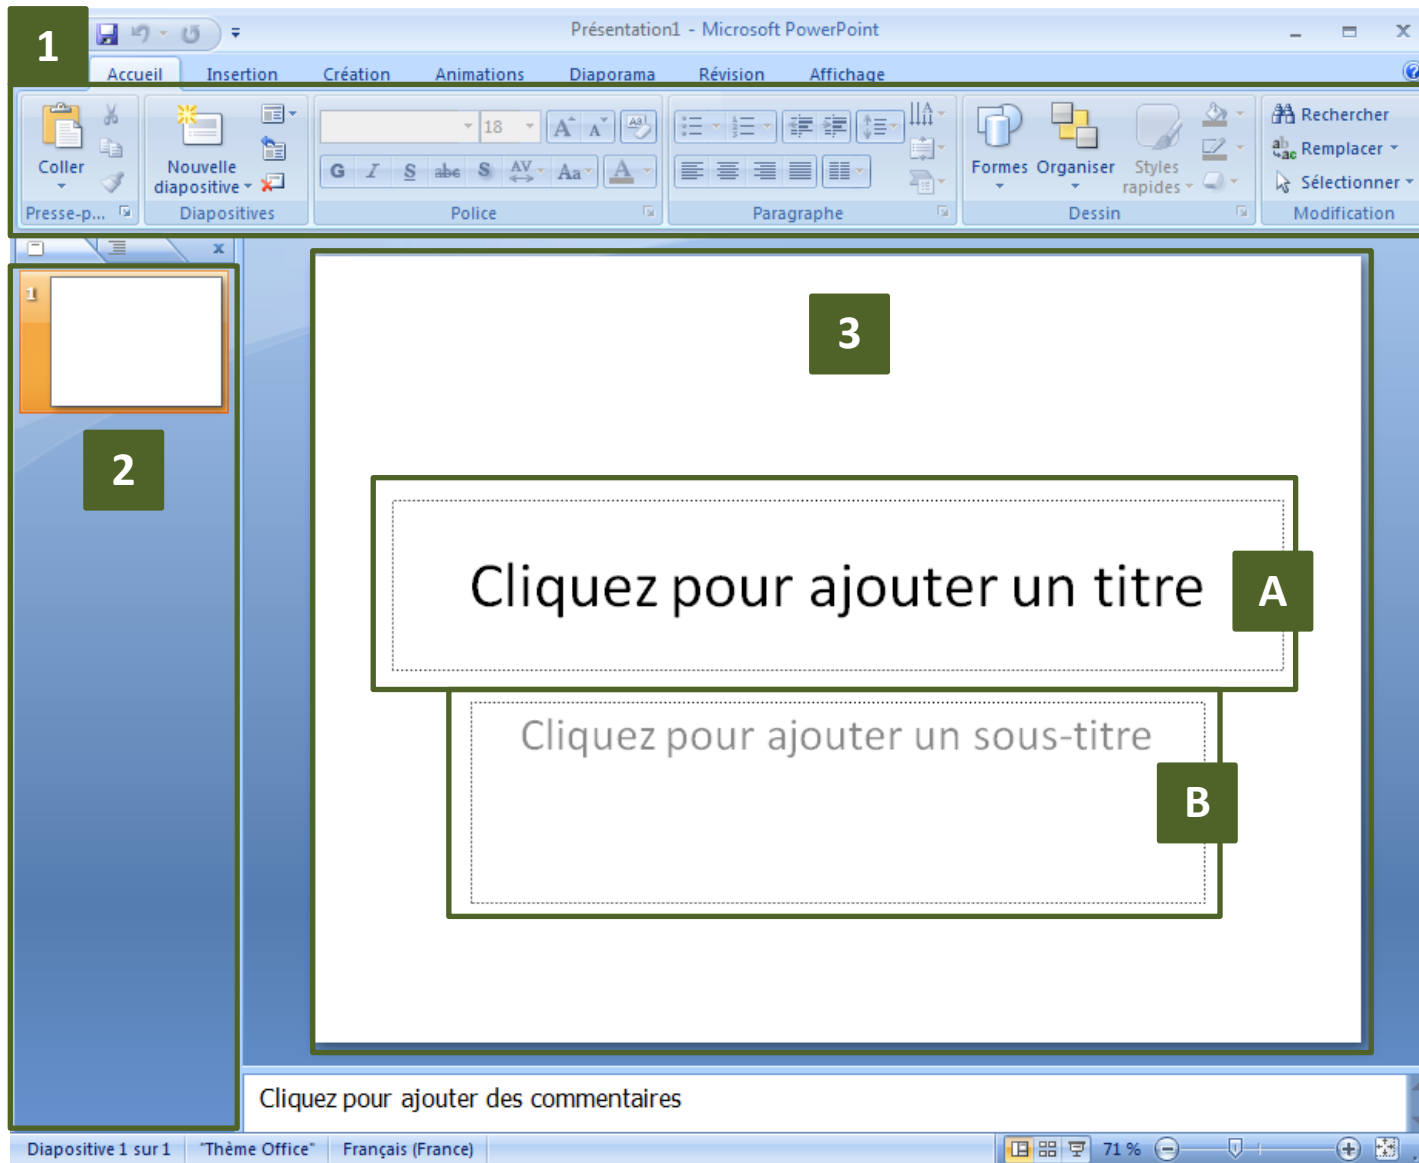 1
Présentation1 - Microsoft PowerPoint
Accueil Insertion Création Animations Diaporama Révision Affichage
Coller
Nouvelle
diapositive
18
A A Aa
G I S abc S AV Aa A
A
Formes Organiser Styles
rapides
Rechercher
ab ac Remplacer
Sélectionner
Presse-p... Diapositives Police Paragraphe Dessin Modification
1
2
3
Cliquez pour ajouter un titre
A
Cliquez pour ajouter un sous-titre
B
Cliquez pour ajouter des commentaires
Diapositive 1 sur 1 "Thème Office" Français (France) 71 %